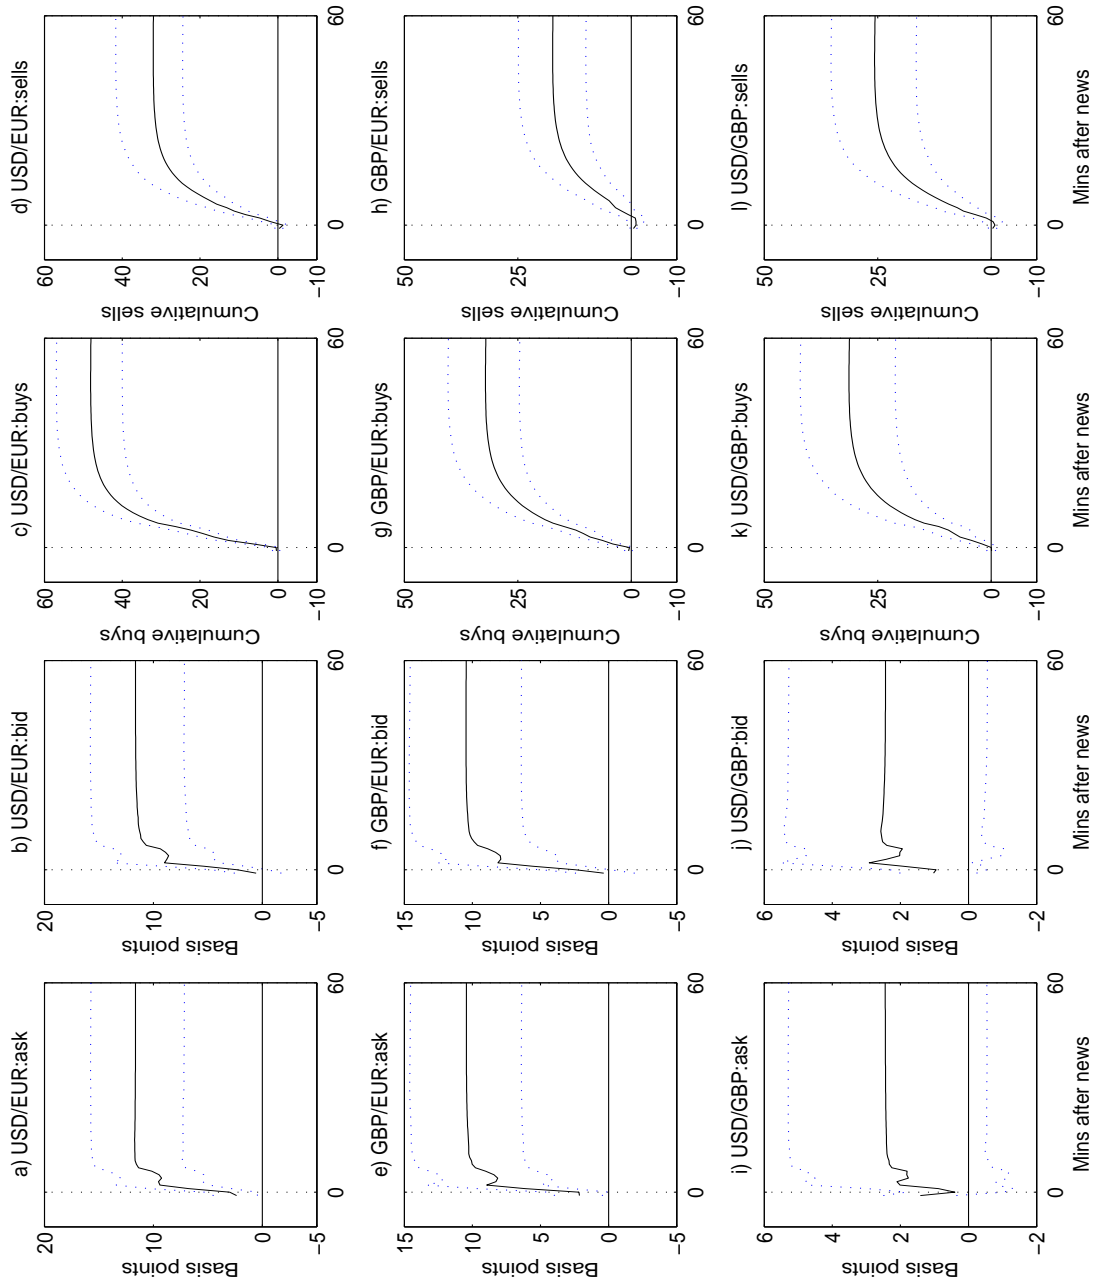 a) USD/EUR:ask
Basis points
20
10
0
−5
0
60
b) USD/EUR:bid
Basis points
20
10
0
−5
0
60
c) USD/EUR:buys
Cumulative buys
60
40
20
0
−10
0
60
d) USD/EUR:sells
Cumulative sells
60
40
20
0
−10
0
60
e) GBP/EUR:ask
Basis points
15
10
5
0
−5
0
60
f) GBP/EUR:bid
Basis points
15
10
5
0
−5
0
60
g) GBP/EUR:buys
Cumulative buys
50
25
0
−10
0
60
h) GBP/EUR:sells
Cumulative sells
50
25
0
−10
0
60
i) USD/GBP:ask
Basis points
6
4
2
0
−2
0
60
Mins after news
j) USD/GBP:bid
Basis points
6
4
2
0
−2
0
60
Mins after news
k) USD/GBP:buys
Cumulative buys
50
25
0
−10
0
60
Mins after news
l) USD/GBP:sells
Cumulative sells
50
25
0
−10
0
60
Mins after news